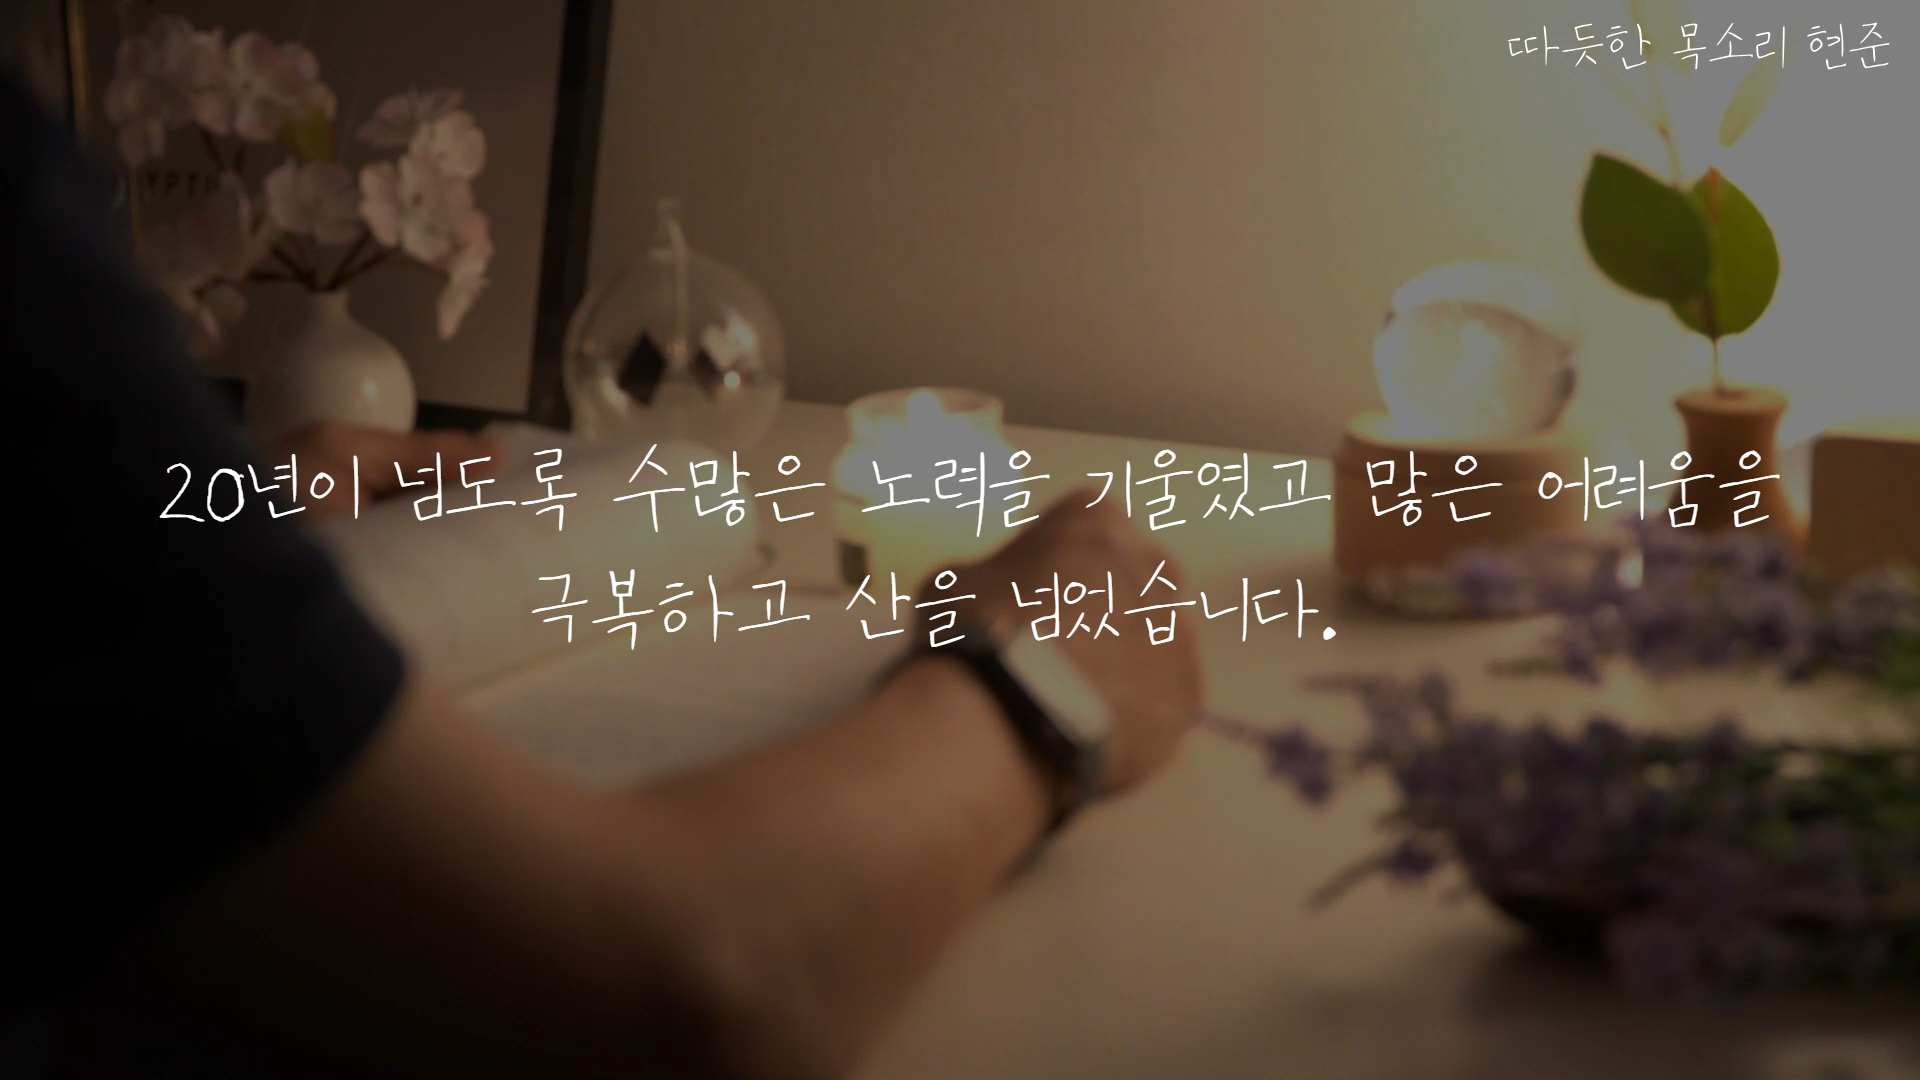 따듯한 목소리 현준
20년이 넘도록 수많은 노력을 기울였고 많은 어려움을
극복하고 산을 넘었습니다.